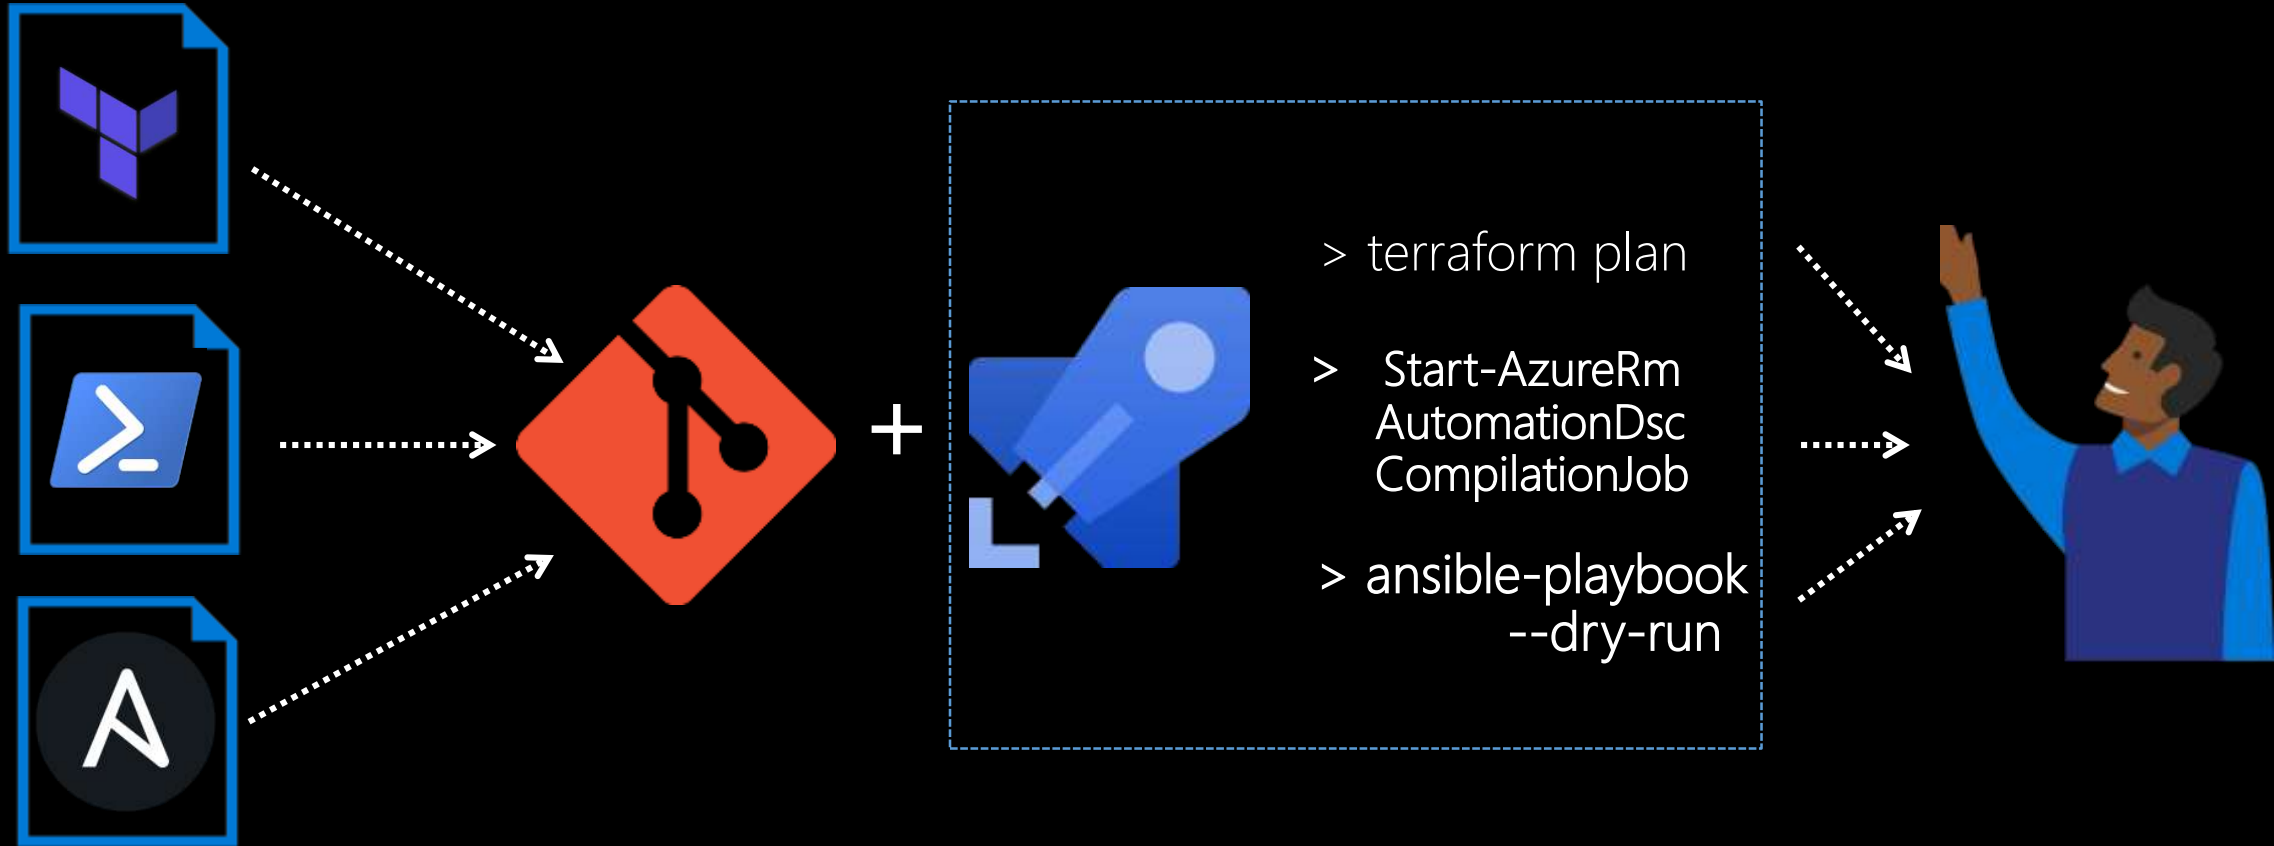 > terraform plan
> Start-AzureRm
AutomationDsc
CompilationJob
> ansible-playbook
--dry-run